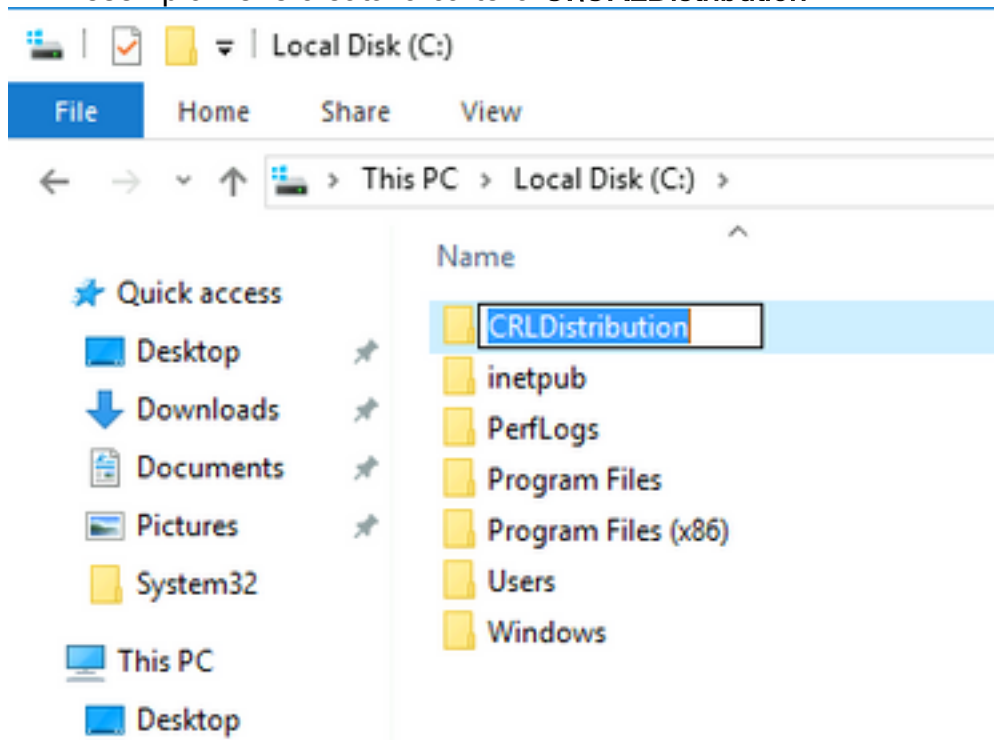 C:\CRLDistribution
Local Disk (C:)
File Home Share View
This PC > Local Disk (C:) >
Name
Quick access
Desktop
Downloads
Documents
Pictures
System32
This PC
Desktop
CRLDistribution
inetpub
PerfLogs
Program Files
Program Files (x86)
Users
Windows